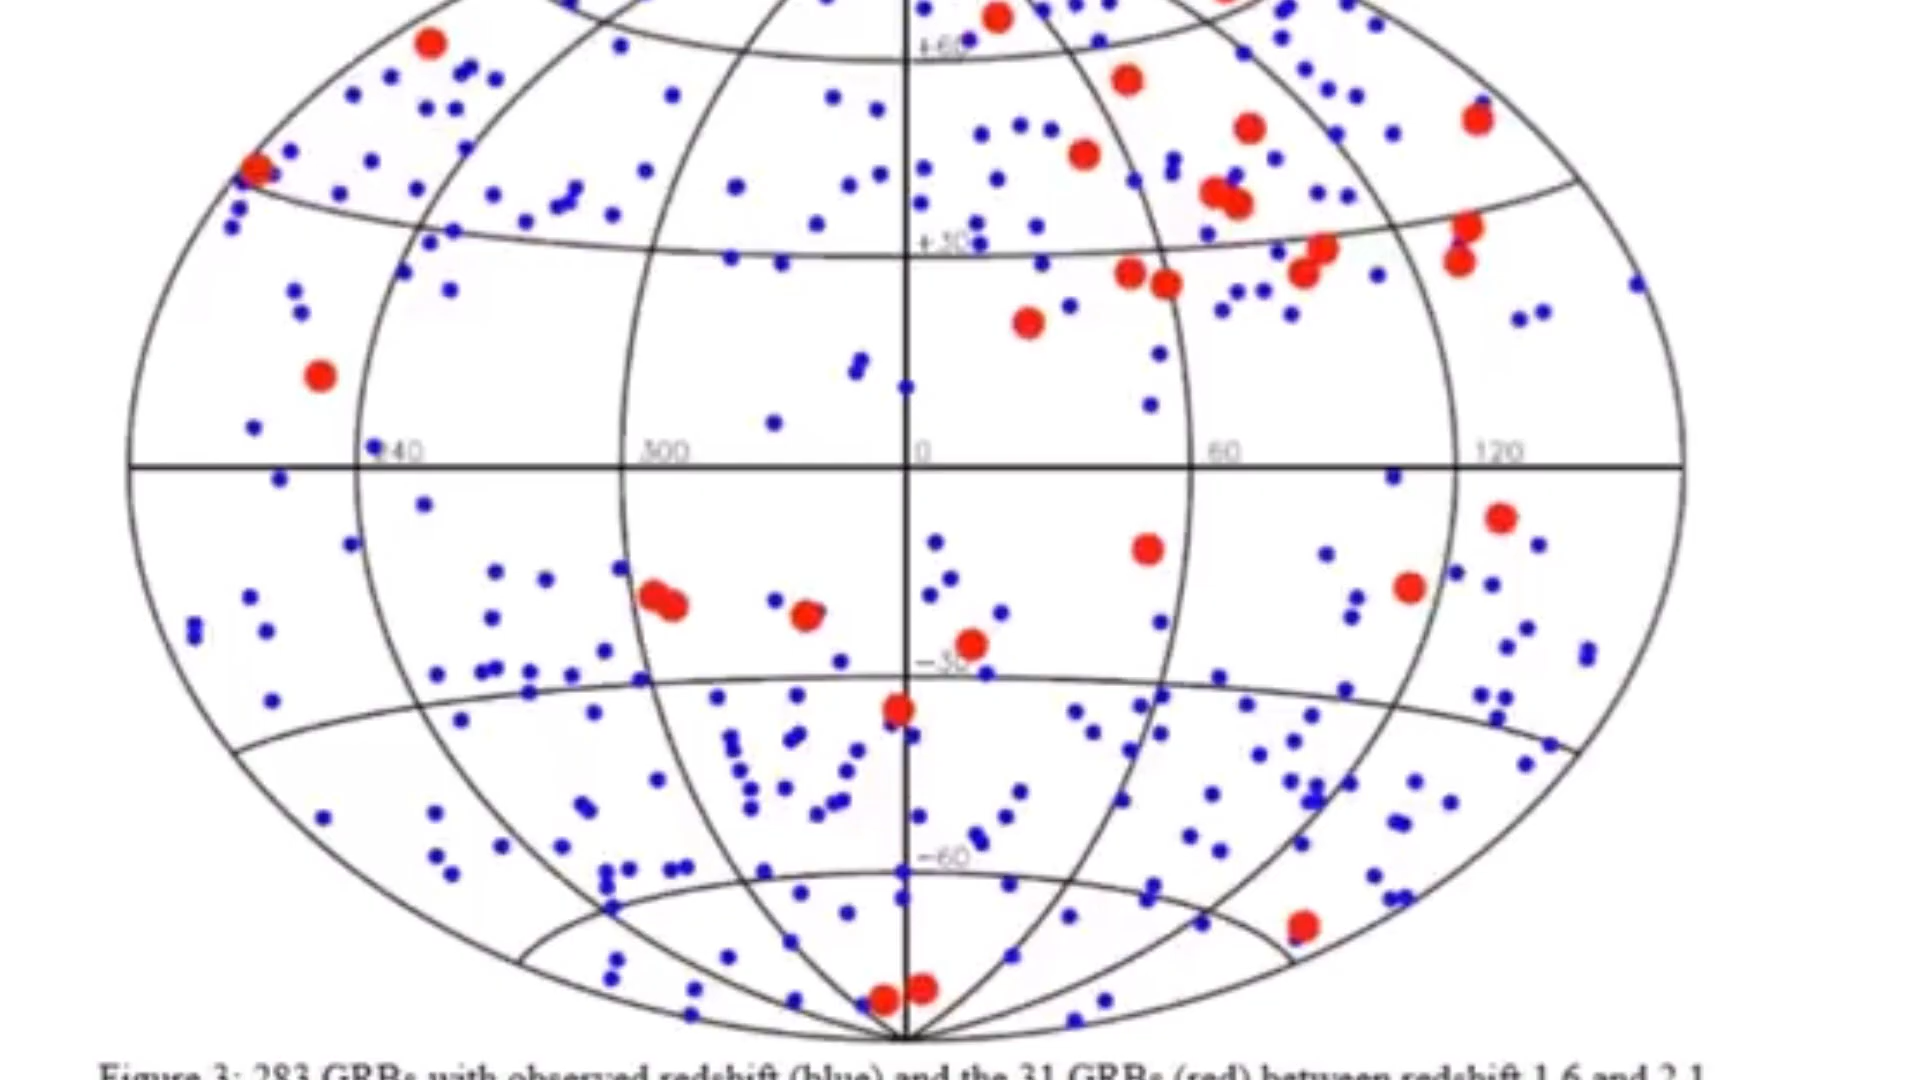 +60
+30
240 300 0 60 120
-30
-60
Figure 3: 283 GRBs with observed redshift (blue) and the 31 GRBs (red) between redshift 1.6 and 2.1